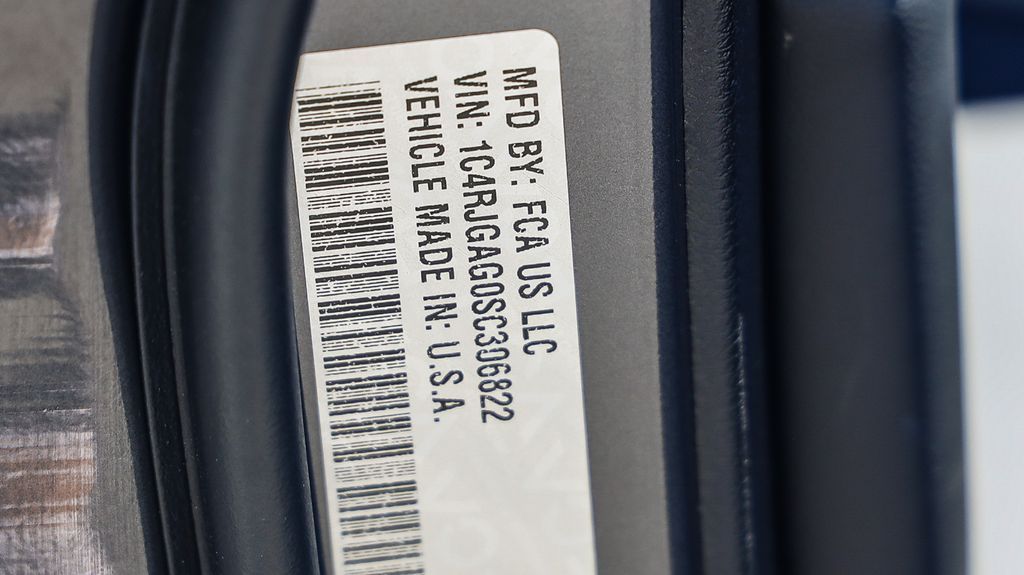 MFD BY: FCA US LLC
VIN: 1C4RJGAG0SC306822
VEHICLE MADE IN: U.S.A.